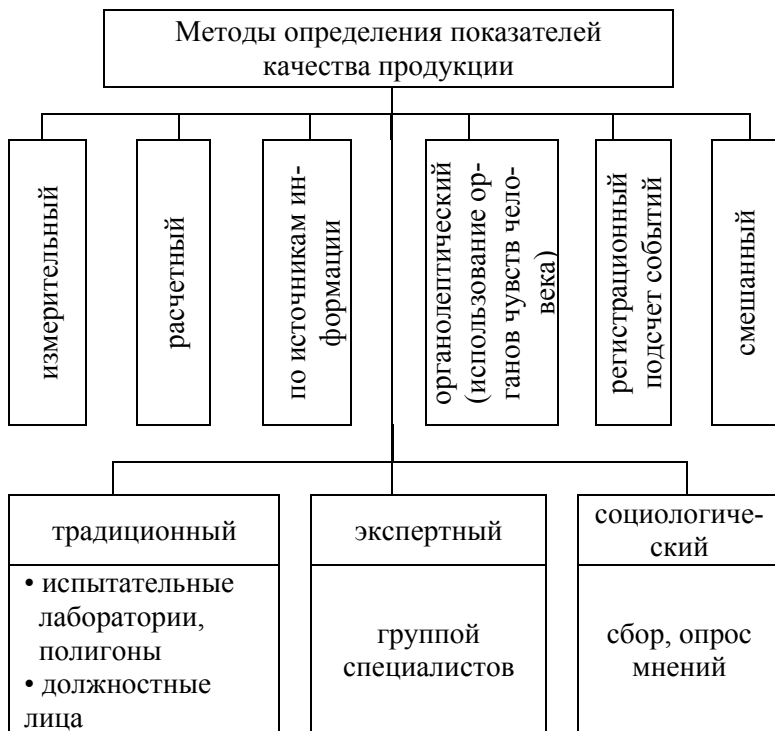 Методы определения показателей
качества продукции
измерительный
расчетный
по источникам ин-
формации
органолептический
(использование ор-
ганов чувств чело-
века)
регистрационный
подсчет событий
смешанный
традиционный
• испытательные
лаборатории,
полигоны
• должностные
лица
экспертный
группой
специалистов
социологиче-
ский
сбор, опрос
мнений